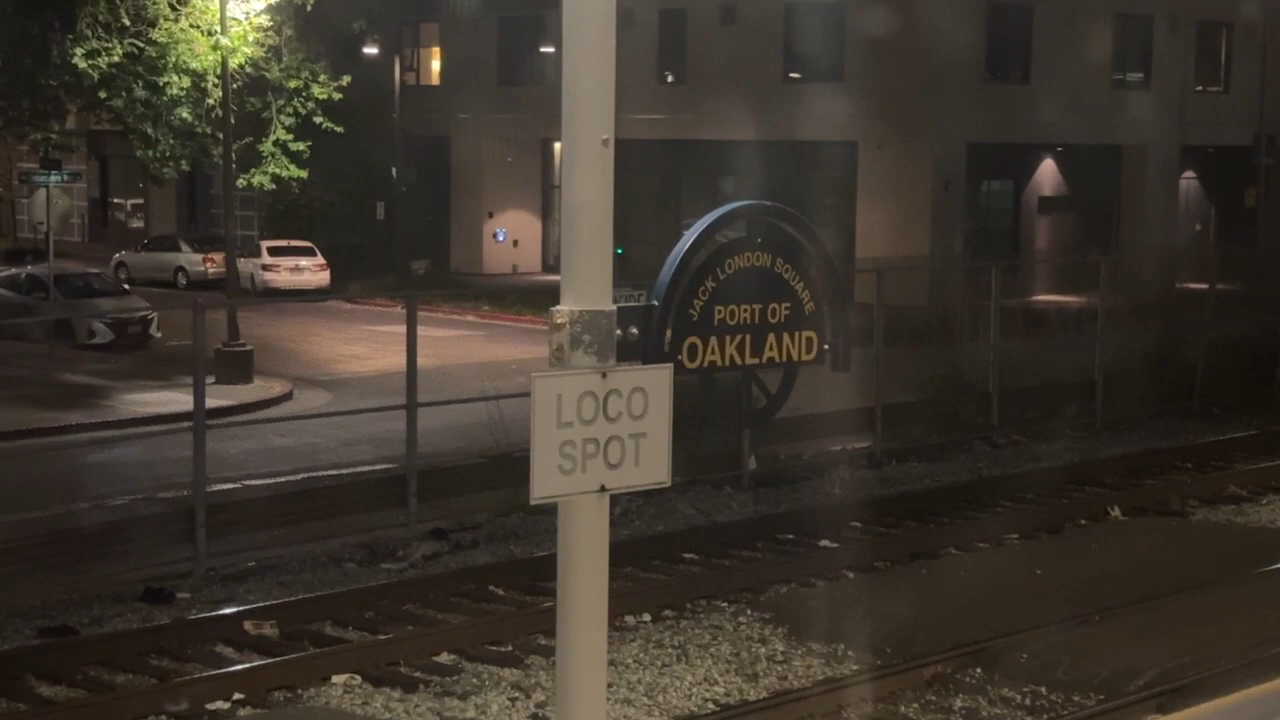 JACK LONDON SQUARE
PORT OF
OAKLAND
LOCO
SPOT